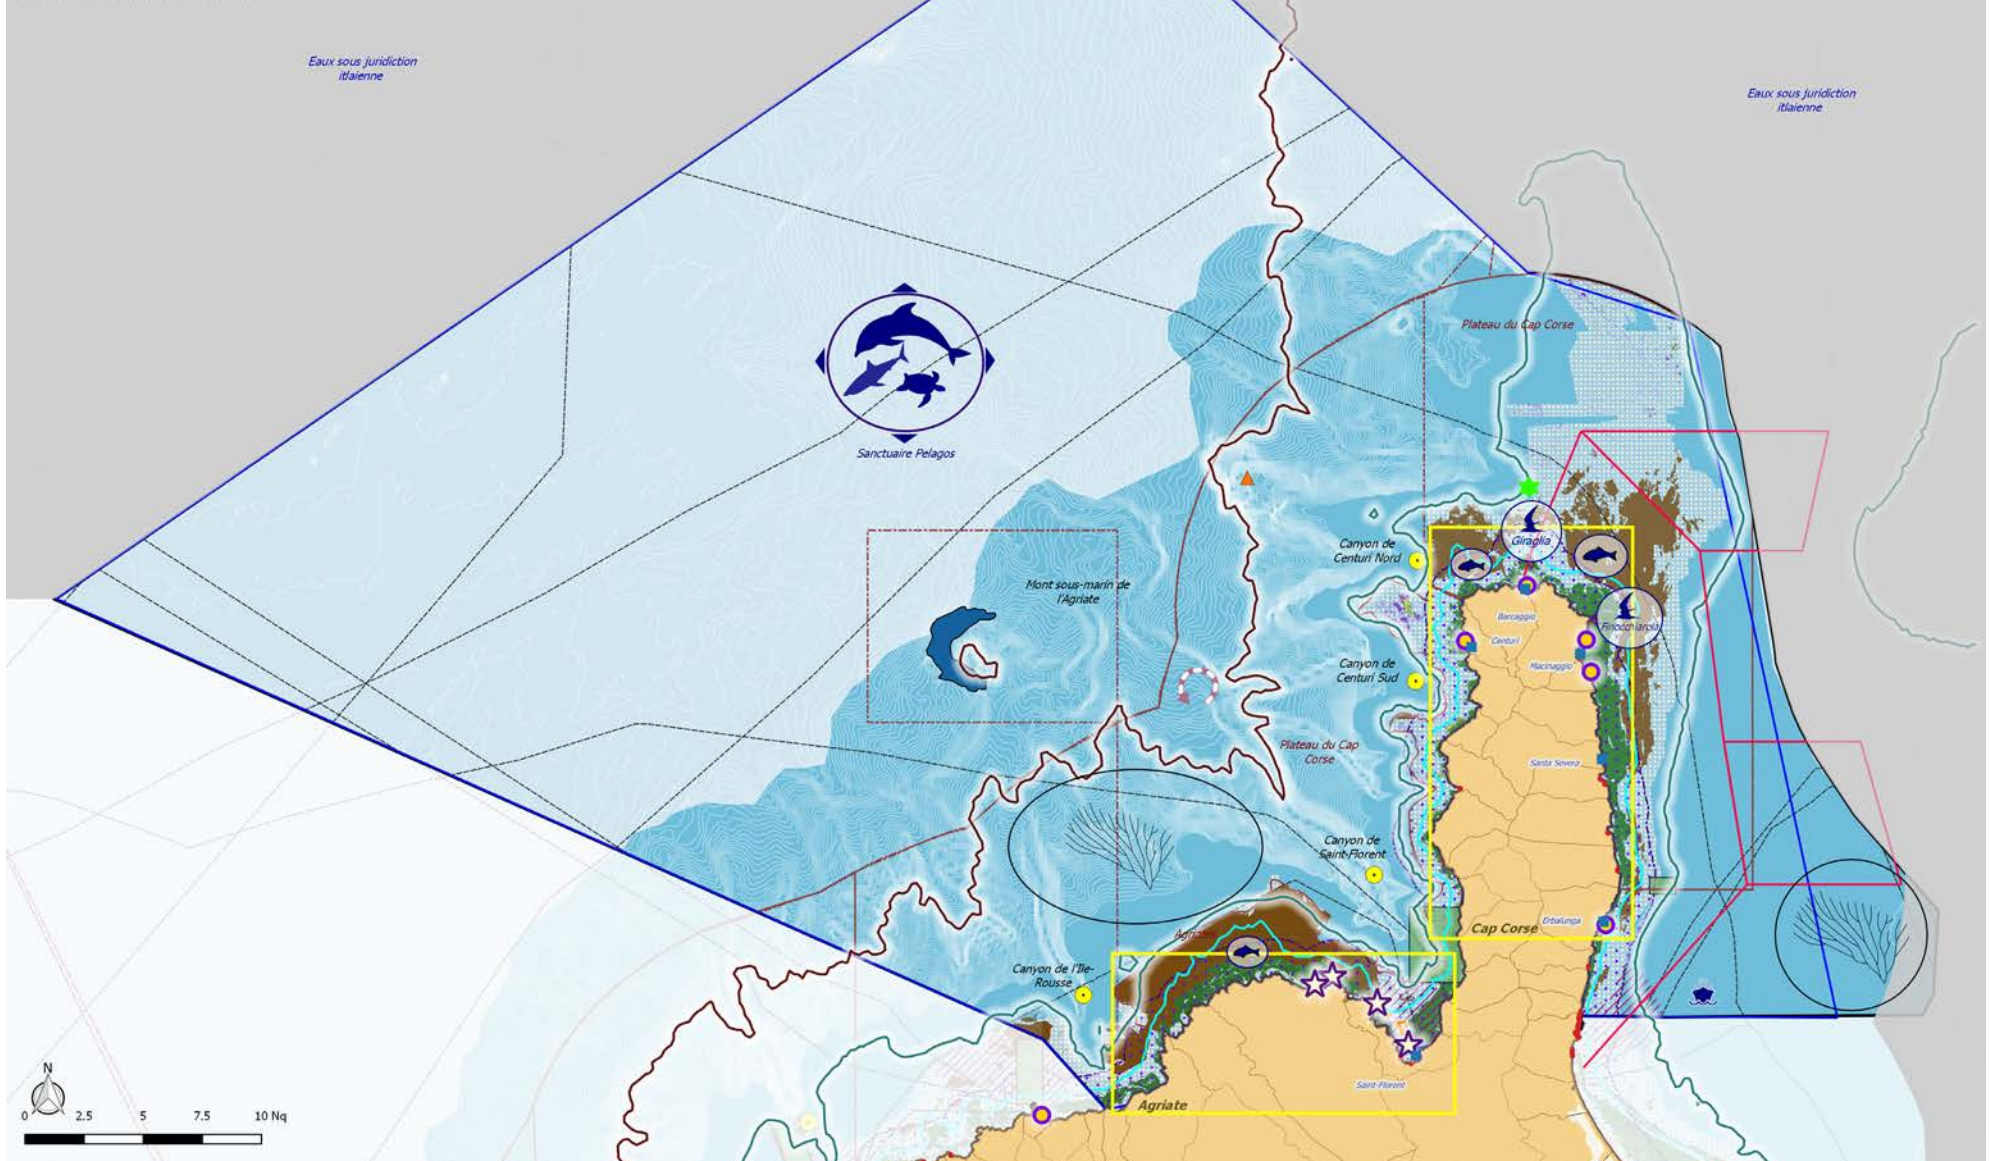 Eaux sous juridiction
itlaienne
Eaux sous juridiction
itlaienne
Plateau du Cap Corse
Sanctuaire Pelagos
Canyon de
Centuri Nord
Giraglia
Mont sous-marin de
l'Agriate
Barcaggio
Finocchiarola
Centuri
Macinaggio
Canyon de
Centuri Sud
Plateau du Cap
Corse
Santa Severa
Canyon de
Saint-Florent
Erbalunga
Cap Corse
Agriates
Canyon de l'Ile-
Rousse
Saint-Florent
Agriate
N
0 2.5 5 7.5 10 Nq